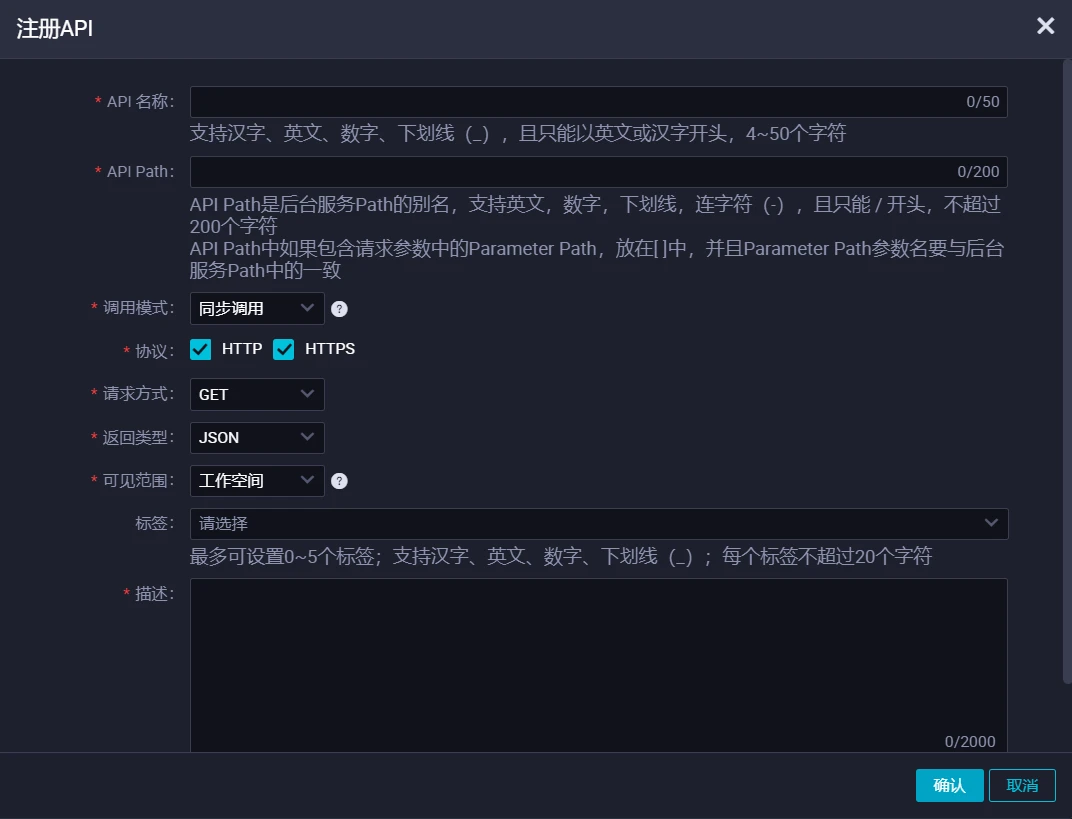 注册API
* API 名称：
0/50
支持汉字、英文、数字、下划线（_），且只能以英文或汉字开头，4~50个字符
* API Path：
0/200
API Path是后台服务Path的别名，支持英文，数字，下划线，连字符（-），且只能 / 开头，不超过
200个字符
API Path中如果包含请求参数中的Parameter Path，放在[ ]中，并且Parameter Path参数名要与后台
服务Path中的一致
* 调用模式： 同步调用 ?
* 协议： HTTP HTTPS
* 请求方式： GET
* 返回类型： JSON
* 可见范围： 工作空间 ?
标签： 请选择
最多可设置0~5个标签；支持汉字、英文、数字、下划线（_）；每个标签不超过20个字符
* 描述：
0/2000
确认 取消